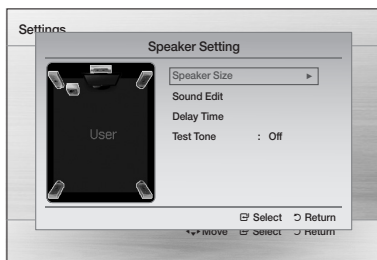 Settings
Speaker Setting
User
Speaker Size ►
Sound Edit
Delay Time
Test Tone : Off
Select Return
Move Select Return